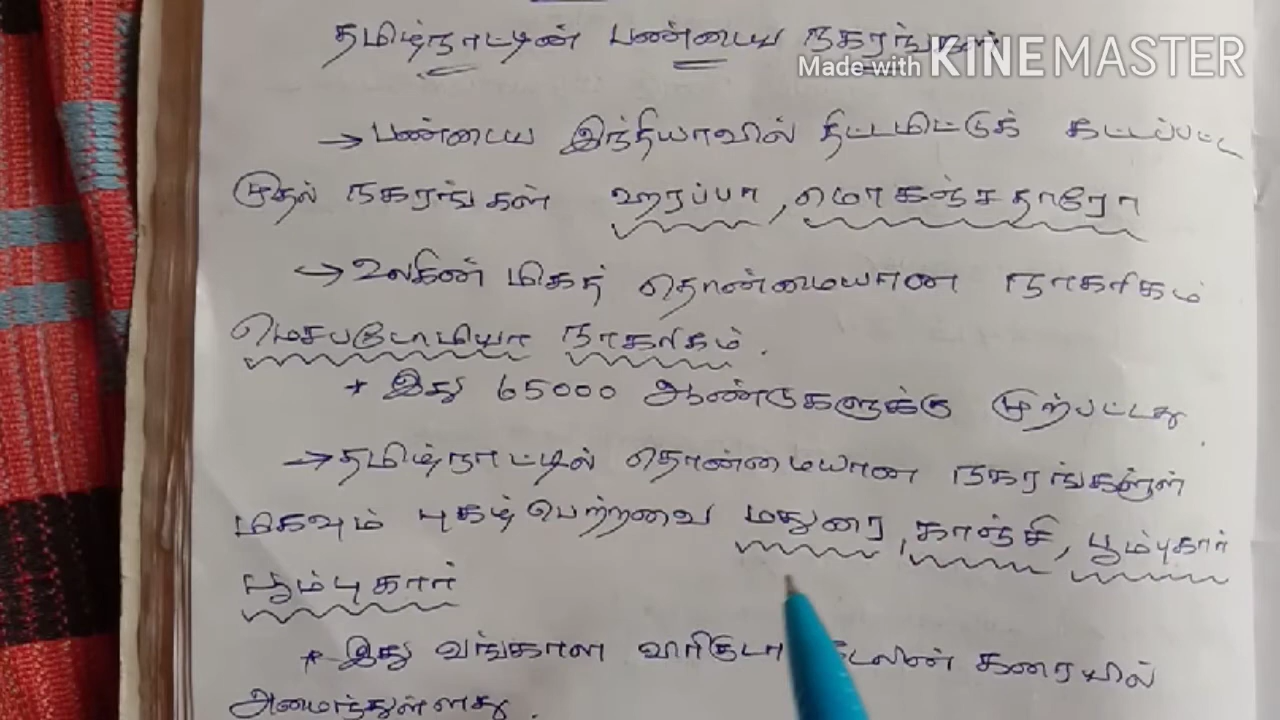 தமிழ்நாட்டின் பண்டைய நகரங்கள்
Made with KINEMASTER
→ பண்டைய இந்தியாவில் திட்டமிட்டுக் கட்டப்பட்ட
முதல் நகரங்கள் ஹரப்பா, மொகஞ்சதாரோ
→ உலகின் மிகத் தொன்மையான நாகரிகம்
மெசபடோமியா நாகரிகம்.
* இது 65000 ஆண்டுகளுக்கு முற்பட்டது.
→ தமிழ்நாட்டில் தொன்மையான நகரங்களுள்
மிகவும் புகழ்பெற்றவை மதுரை, காஞ்சி, பூம்புகார்
பூம்புகார்
* இது வங்காள விரிகுடா கடலின் கரையில்
அமைந்துள்ளது.